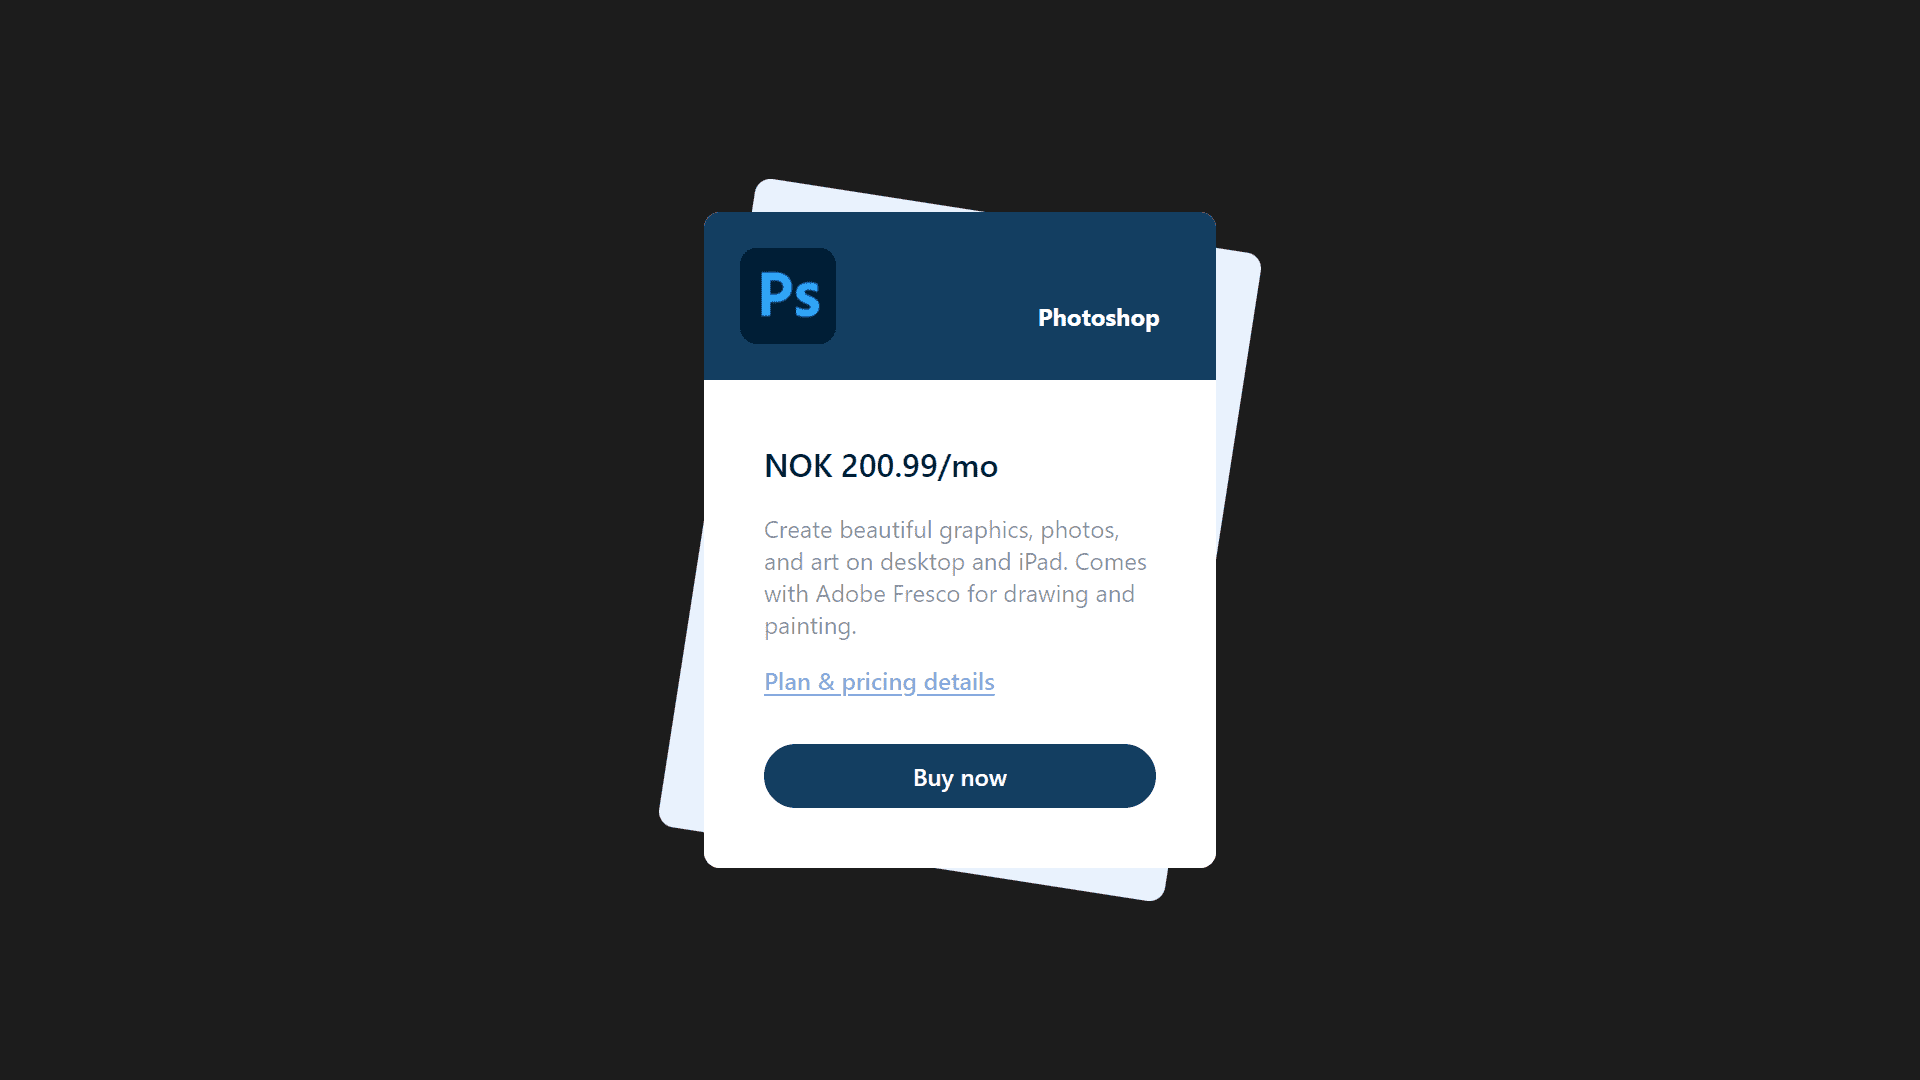 Ps
Photoshop
NOK 200.99/mo
Create beautiful graphics, photos,
and art on desktop and iPad. Comes
with Adobe Fresco for drawing and
painting.
Plan & pricing details
Buy now